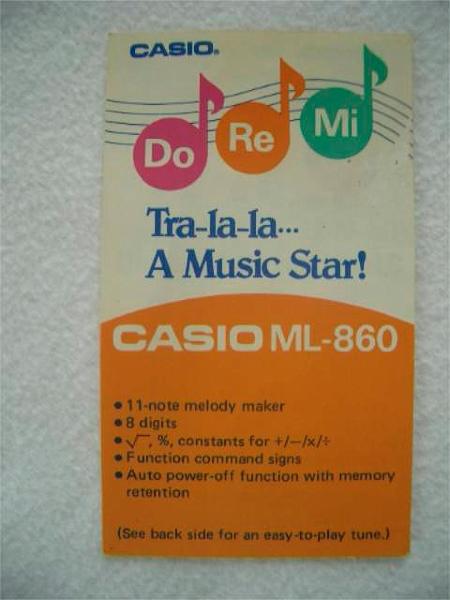 CASIO®
Do Re Mi
Tra-la-la...
A Music Star!
CASIO ML-860
• 11-note melody maker
• 8 digits
• √‾, %, constants for +/−/x/÷
• Function command signs
• Auto power-off function with memory
retention
(See back side for an easy-to-play tune.)